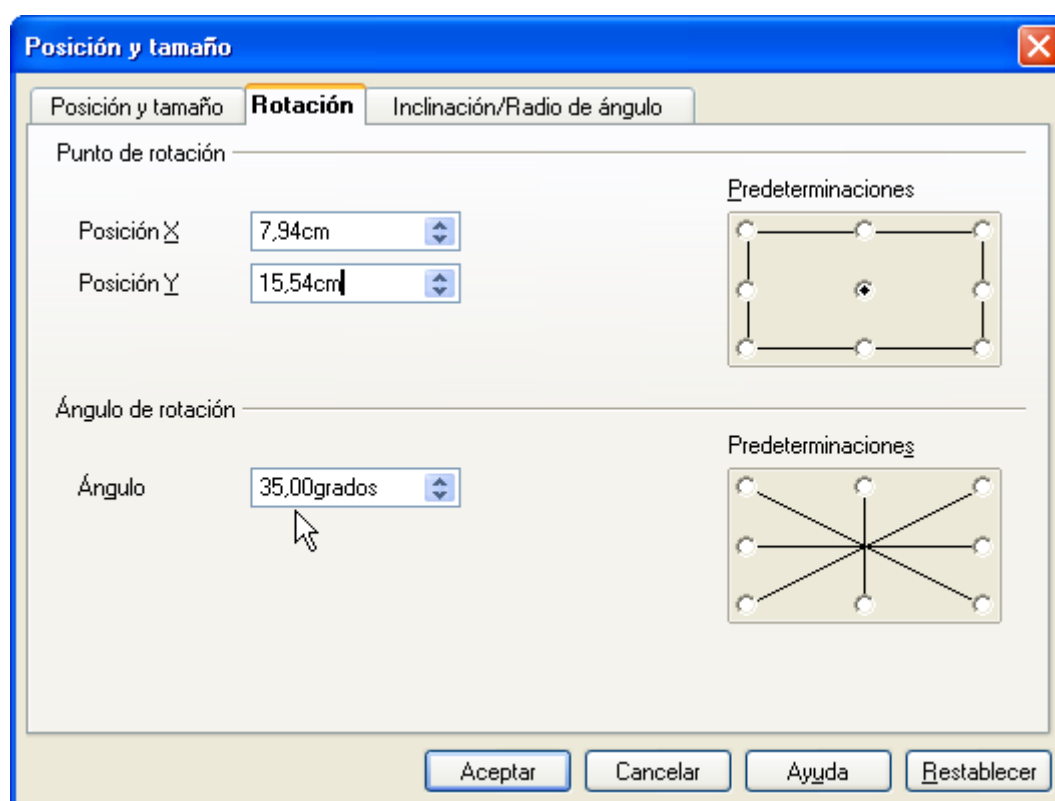 Posición y tamaño
Posición y tamaño Rotación Inclinación/Radio de ángulo
Punto de rotación
Predeterminaciones
Posición X 7,94cm
Posición Y 15,54cm
Ángulo de rotación
Predeterminaciones
Ángulo 35,00grados
Aceptar Cancelar Ayuda Restablecer